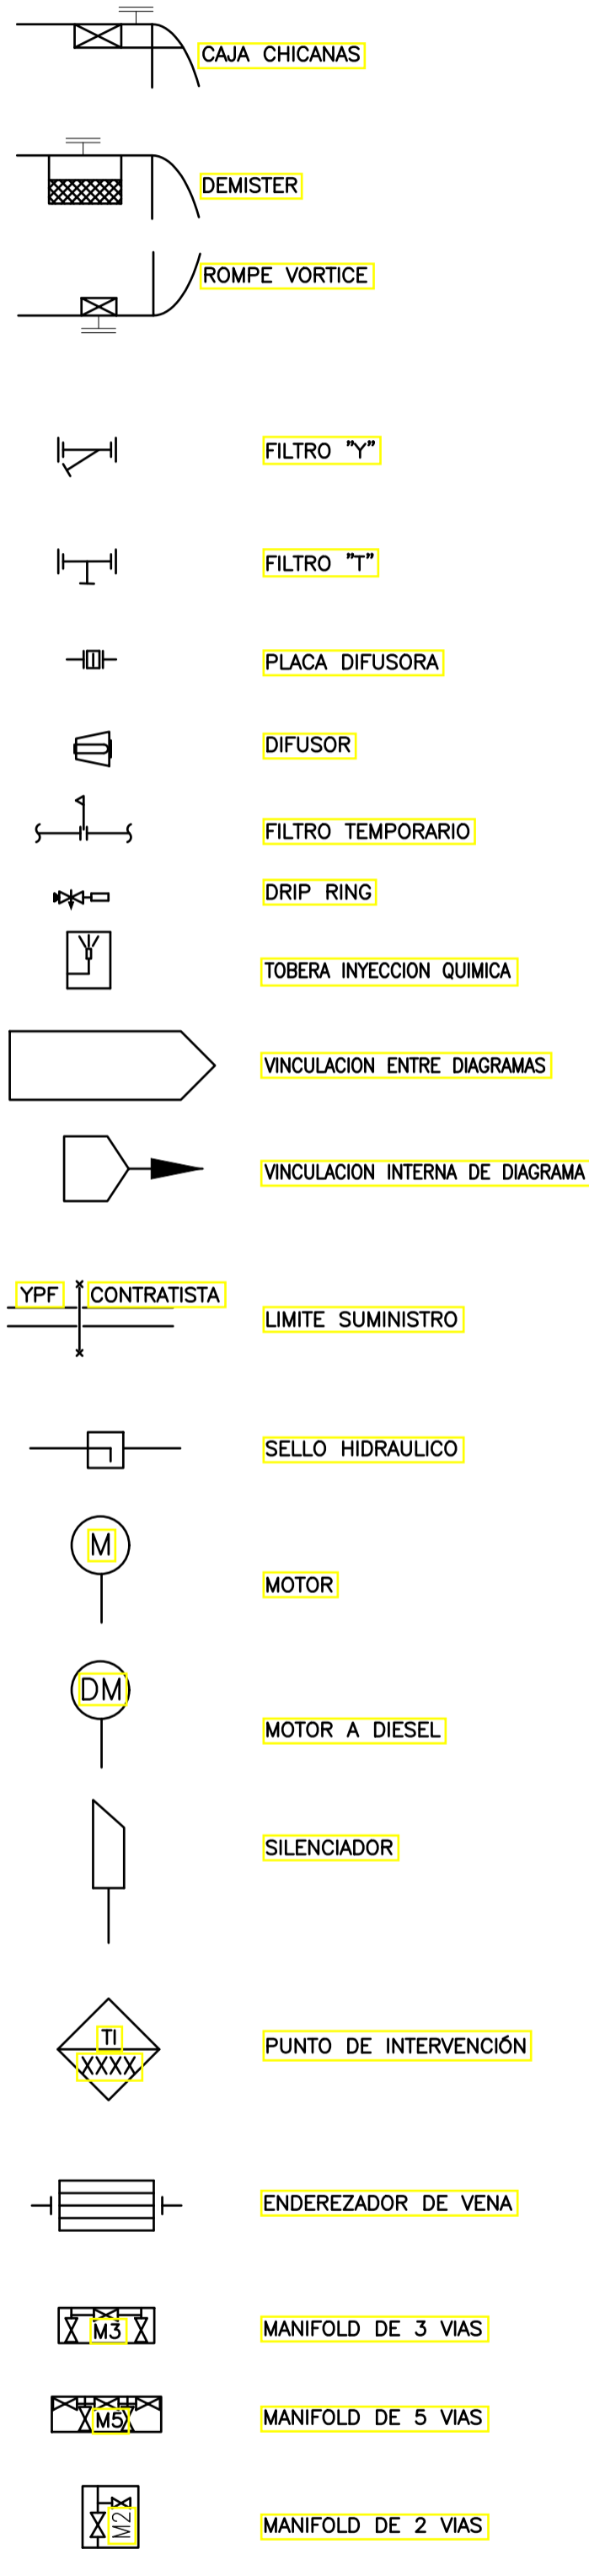 CAJA CHICANAS
DEMISTER
ROMPE VORTICE
FILTRO "Y"
FILTRO "T"
PLACA DIFUSORA
DIFUSOR
FILTRO TEMPORARIO
DRIP RING
TOBERA INYECCION QUIMICA
VINCULACION ENTRE DIAGRAMAS
VINCULACION INTERNA DE DIAGRAMA
YPF CONTRATISTA
LIMITE SUMINISTRO
SELLO HIDRAULICO
M
MOTOR
DM
MOTOR A DIESEL
SILENCIADOR
TI
XXXX
PUNTO DE INTERVENCIÓN
ENDEREZADOR DE VENA
M3
MANIFOLD DE 3 VIAS
M5
MANIFOLD DE 5 VIAS
M2
MANIFOLD DE 2 VIAS